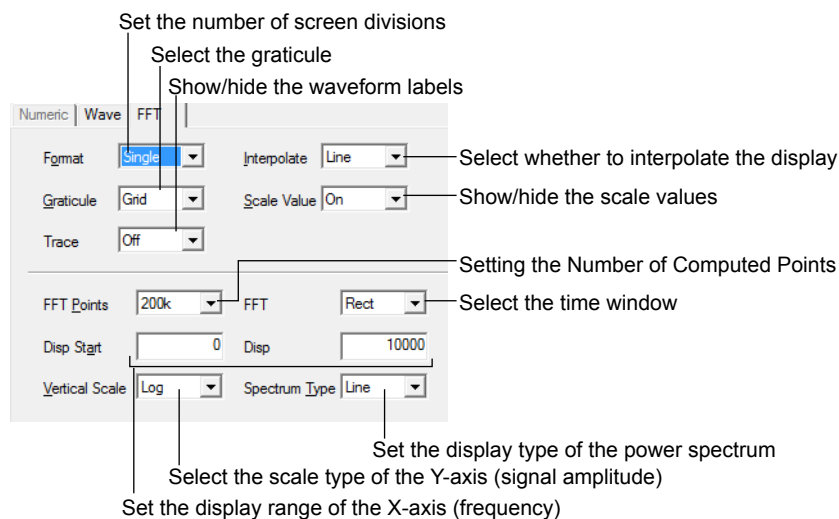 Set the number of screen divisions
Select the graticule
Show/hide the waveform labels
Numeric Wave FFT
Format Single Interpolate Line Select whether to interpolate the display
Graticule Grid Scale Value On Show/hide the scale values
Trace Off
Setting the Number of Computed Points
FFT Points 200k FFT Rect Select the time window
Disp Start 0 Disp 10000
Vertical Scale Log Spectrum Type Line
Set the display type of the power spectrum
Select the scale type of the Y-axis (signal amplitude)
Set the display range of the X-axis (frequency)